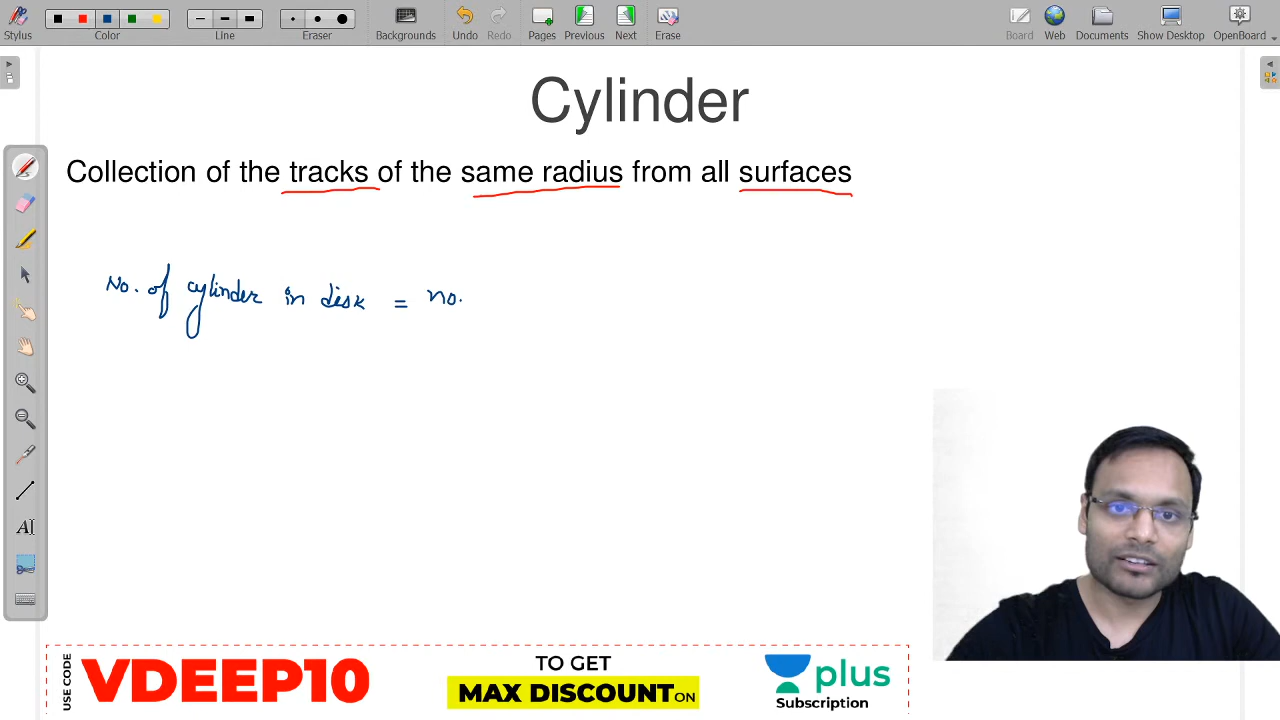 Stylus
Color
Line
Eraser
Backgrounds
Undo
Redo
Pages
Previous
Next
Erase
Board
Web
Documents
Show Desktop
OpenBoard
Cylinder
Collection of the tracks of the same radius from all surfaces
No. of cylinder in disk = no.
AI
USE CODE
VDEEP10
TO GET
MAX DISCOUNT ON
plus
Subscription